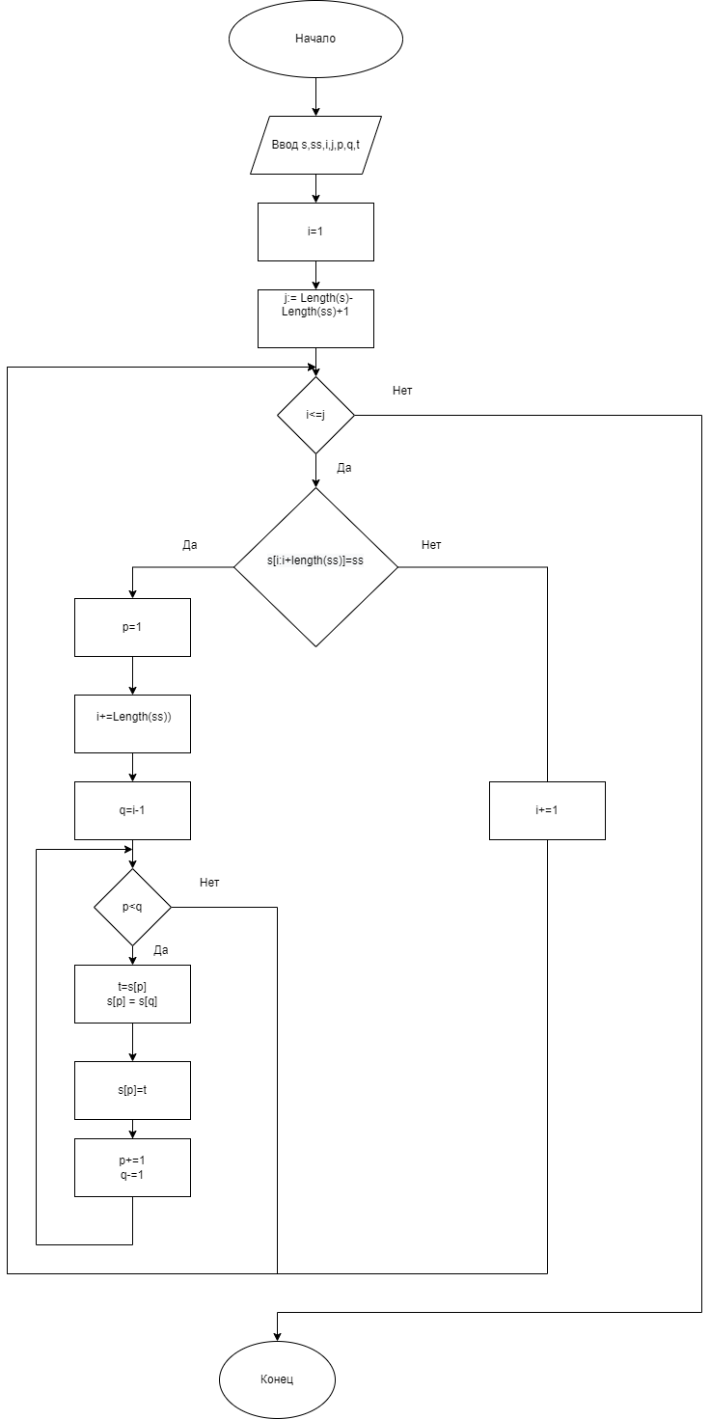 Начало
Ввод s,ss,i,j,p,q,t
i=1
j:= Length(s)-
Length(ss)+1
Нет
i<=j
Да
Да
Нет
s[i:i+length(ss)]=ss
p=1
i+=Length(ss))
q=i-1
i+=1
Нет
p<q
Да
t=s[p]
s[p] = s[q]
s[p]=t
p+=1
q-=1
Конец